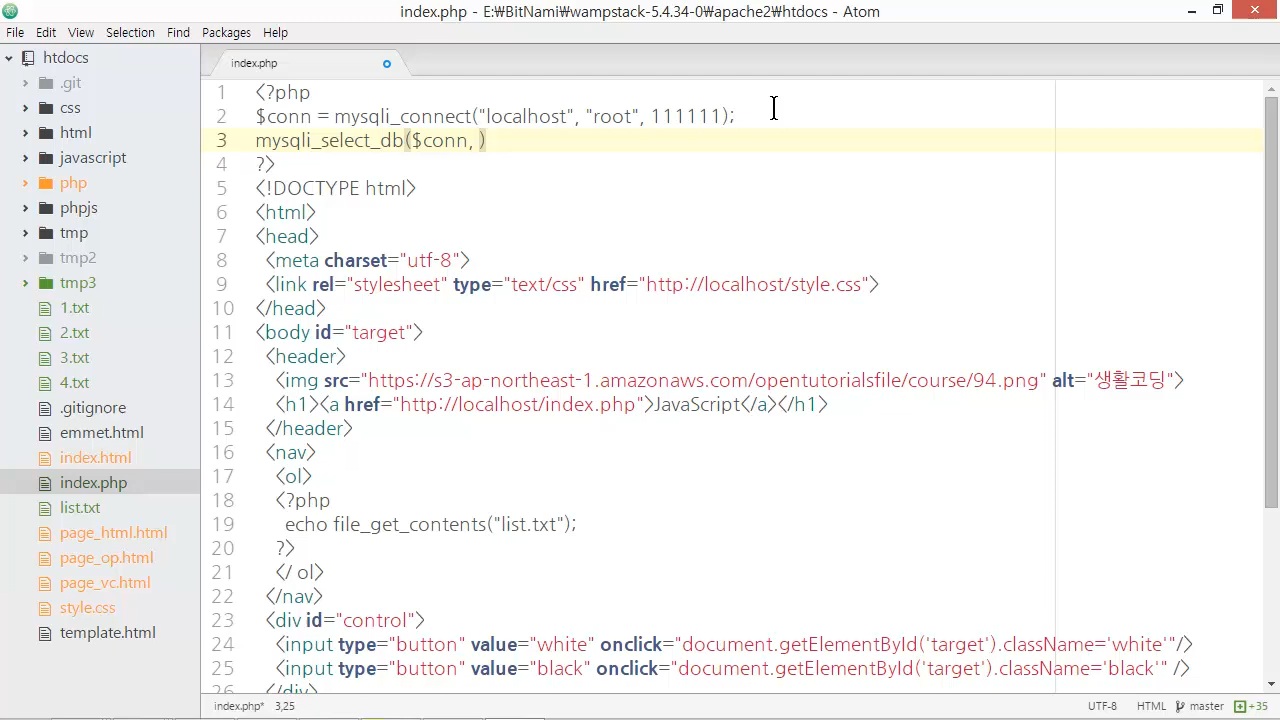 index.php - E:\BitNami\wampstack-5.4.34-0\apache2\htdocs - Atom
File Edit View Selection Find Packages Help
htdocs
.git
css
html
javascript
php
phpjs
tmp
tmp2
tmp3
1.txt
2.txt
3.txt
4.txt
.gitignore
emmet.html
index.html
index.php
list.txt
page_html.html
page_op.html
page_vc.html
style.css
template.html
index.php
1 <?php
2 $conn = mysqli_connect("localhost", "root", 111111);
3 mysqli_select_db($conn, )
4 ?>
5 <!DOCTYPE html>
6 <html>
7 <head>
8 <meta charset="utf-8">
9 <link rel="stylesheet" type="text/css" href="http://localhost/style.css">
10 </head>
11 <body id="target">
12 <header>
13 <img src="https://s3-ap-northeast-1.amazonaws.com/opentutorialsfile/course/94.png" alt="생활코딩">
14 <h1><a href="http://localhost/index.php">JavaScript</a></h1>
15 </header>
16 <nav>
17 <ol>
18 <?php
19 echo file_get_contents("list.txt");
20 ?>
21 </ ol>
22 </nav>
23 <div id="control">
24 <input type="button" value="white" onclick="document.getElementById('target').className='white'"/>
25 <input type="button" value="black" onclick="document.getElementById('target').className='black'" />
26 </div>
index.php* 3,25 UTF-8 HTML master +35